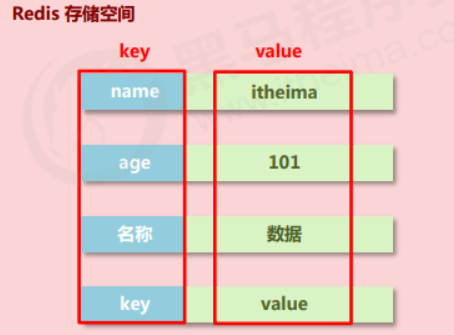 Redis 存储空间
key value
name itheima
age 101
名称 数据
key value
黑马程序员
www.itheima.com